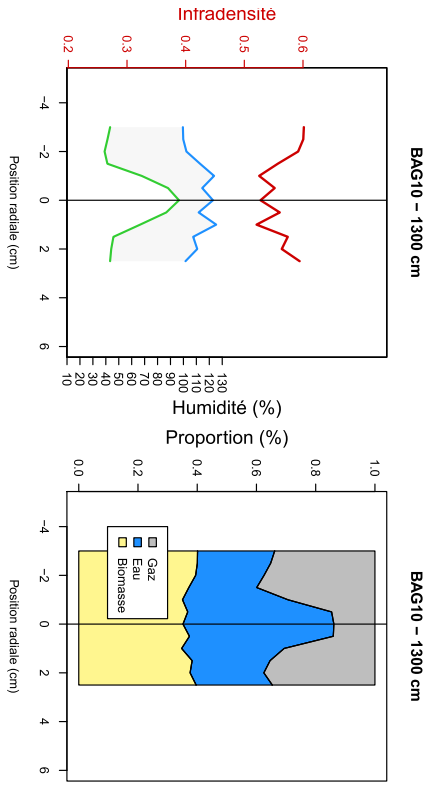 BAG10 − 1300 cm
Intradensité
0.2 0.3 0.4 0.5 0.6
−4 −2 0 2 4 6
Position radiale (cm)
10 20 30 40 50 60 70 80 90 100 110 120 130
Humidité (%)
BAG10 − 1300 cm
Proportion (%)
0.0 0.2 0.4 0.6 0.8 1.0
Gaz
Eau
Biomasse
−4 −2 0 2 4 6
Position radiale (cm)